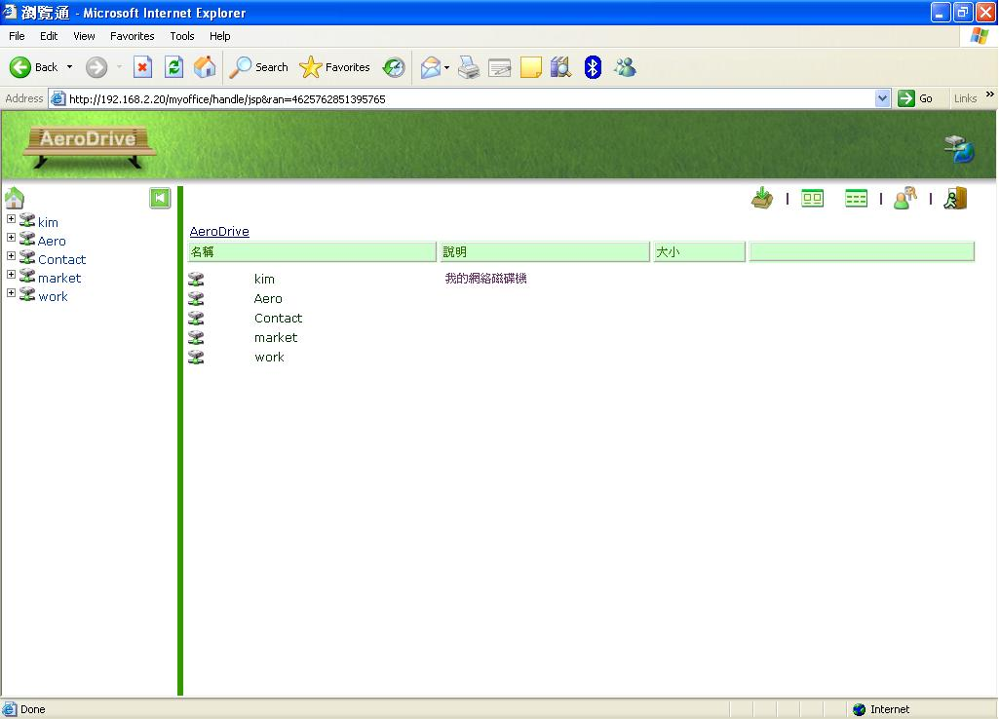 瀏覽通 - Microsoft Internet Explorer
File Edit View Favorites Tools Help
Back Search Favorites
Address http://192.168.2.20/myoffice/handle/jsp&ran=4625762851395765 Go Links »
AeroDrive
kim
Aero
Contact
market
work
AeroDrive
名稱 說明 大小
kim 我的網絡磁碟機
Aero
Contact
market
work
Done Internet